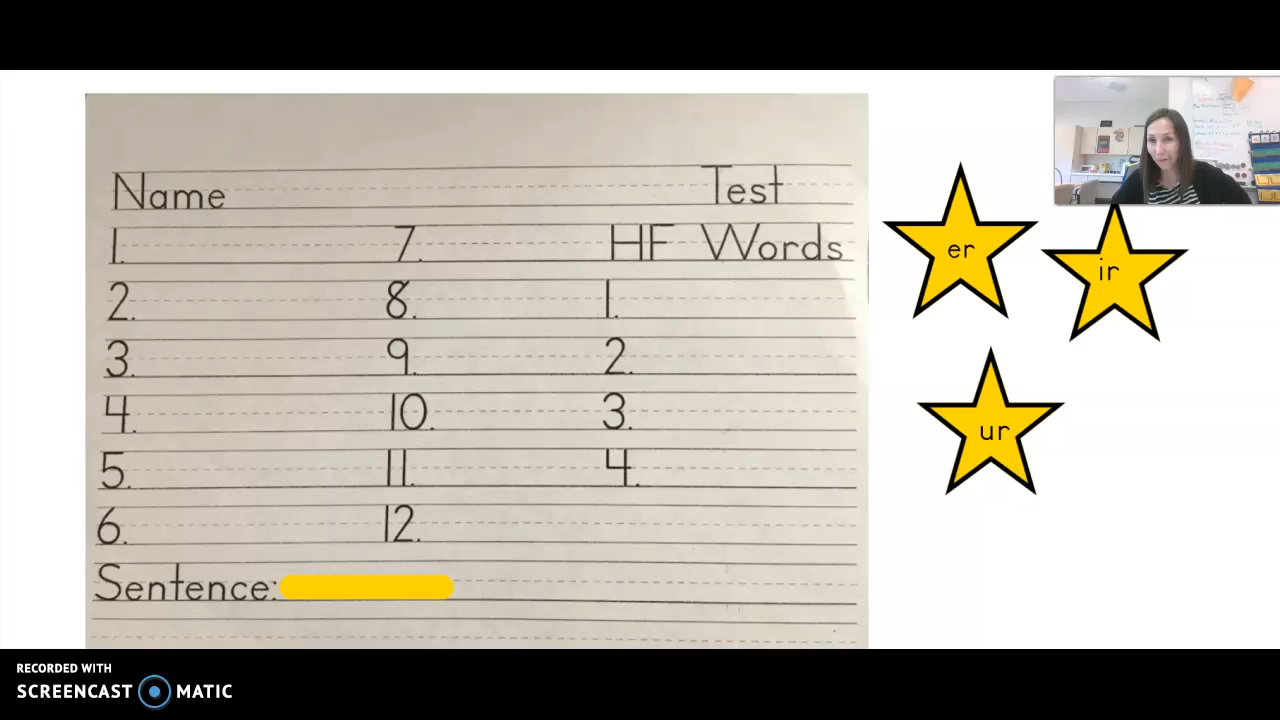 Name Test
1. 7. HF Words
2. 8. 1.
3. 9. 2.
4. 10. 3.
5. 11. 4.
6. 12.
Sentence:
er
ir
ur
RECORDED WITH
SCREENCAST MATIC